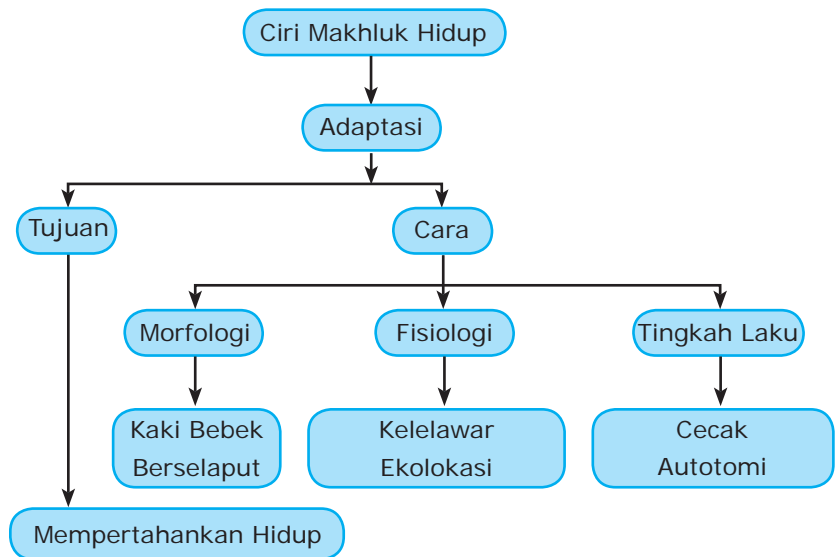 Ciri Makhluk Hidup
Adaptasi
Tujuan
Cara
Morfologi
Fisiologi
Tingkah Laku
Kaki Bebek
Berselaput
Kelelawar
Ekolokasi
Cecak
Autotomi
Mempertahankan Hidup